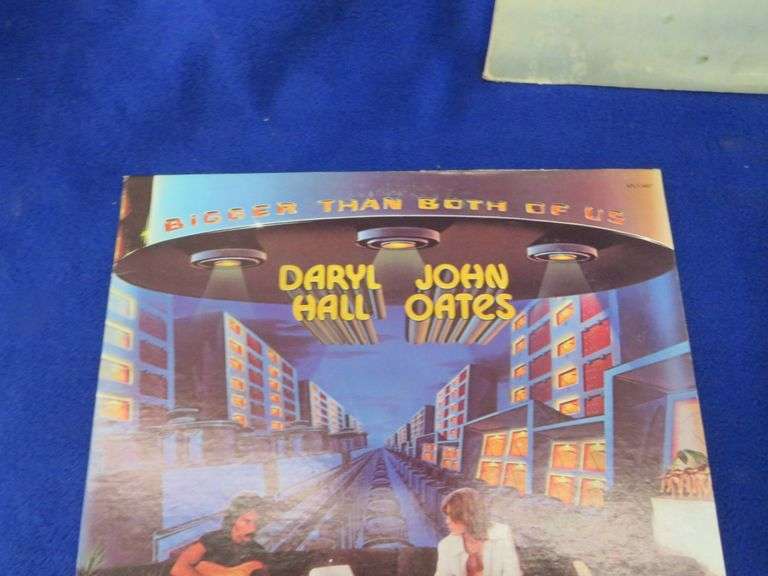 BiGGER THAN BOTH OF US
DARYL JOHN
HALL OATES